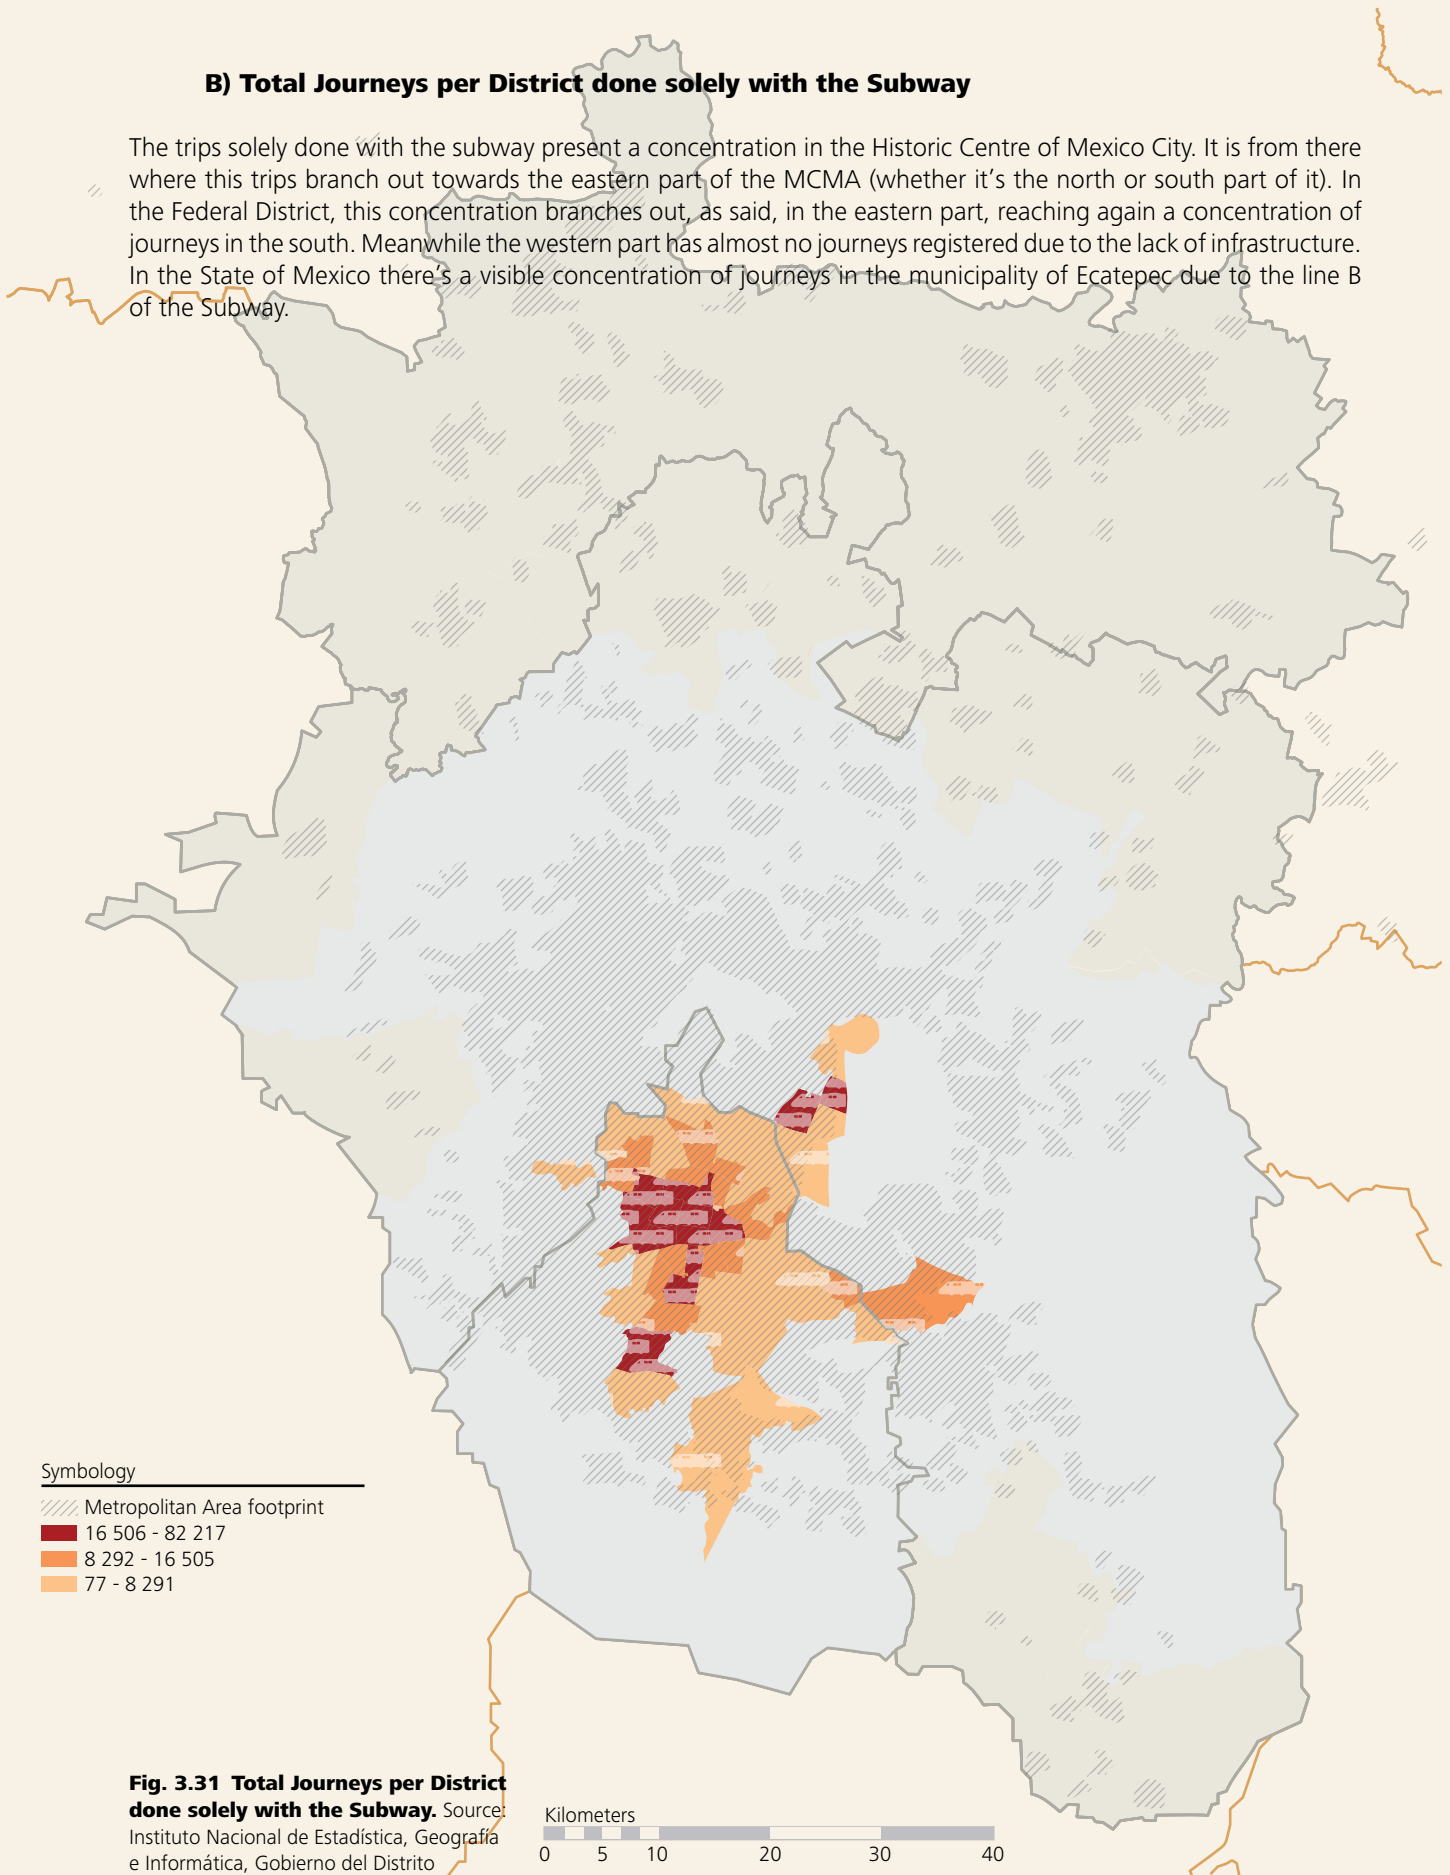 B) Total Journeys per District done solely with the Subway
The trips solely done with the subway present a concentration in the Historic Centre of Mexico City. It is from there
where this trips branch out towards the eastern part of the MCMA (whether it's the north or south part of it). In
the Federal District, this concentration branches out, as said, in the eastern part, reaching again a concentration of
journeys in the south. Meanwhile the western part has almost no journeys registered due to the lack of infrastructure.
In the State of Mexico there's a visible concentration of journeys in the municipality of Ecatepec due to the line B
of the Subway.
Symbology
Metropolitan Area footprint
16 506 - 82 217
8 292 - 16 505
77 - 8 291
Fig. 3.31 Total Journeys per District
done solely with the Subway. Source:
Instituto Nacional de Estadística, Geografía
e Informática, Gobierno del Distrito
Kilometers
0 5 10 20 30 40